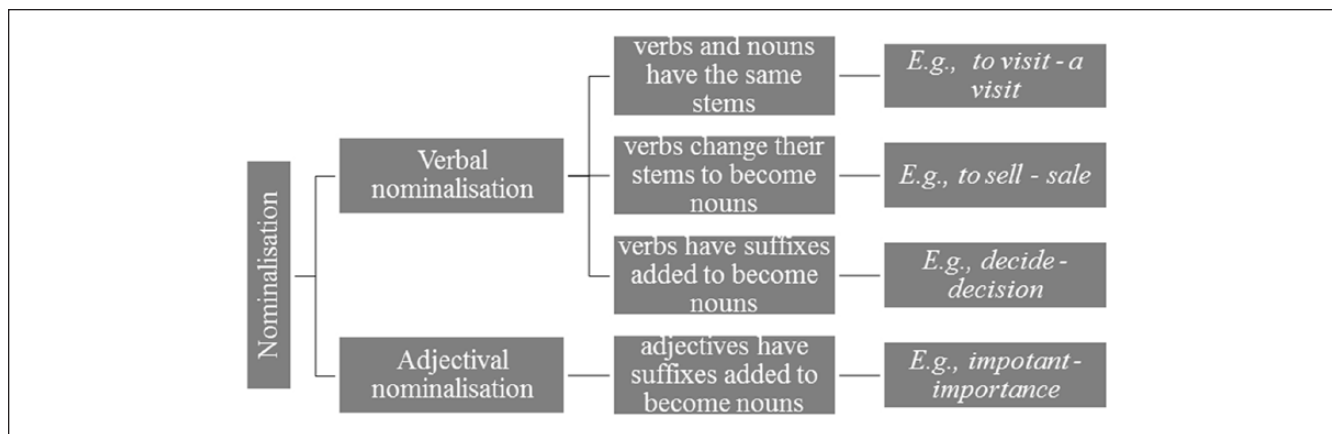 Nominalisation
Verbal
nominalisation
verbs and nouns
have the same
stems
E.g., to visit - a
visit
verbs change their
stems to become
nouns
E.g., to sell - sale
verbs have suffixes
added to become
nouns
E.g., decide-
decision
Adjectival
nominalisation
adjectives have
suffixes added to
become nouns
E.g., impotant-
importance